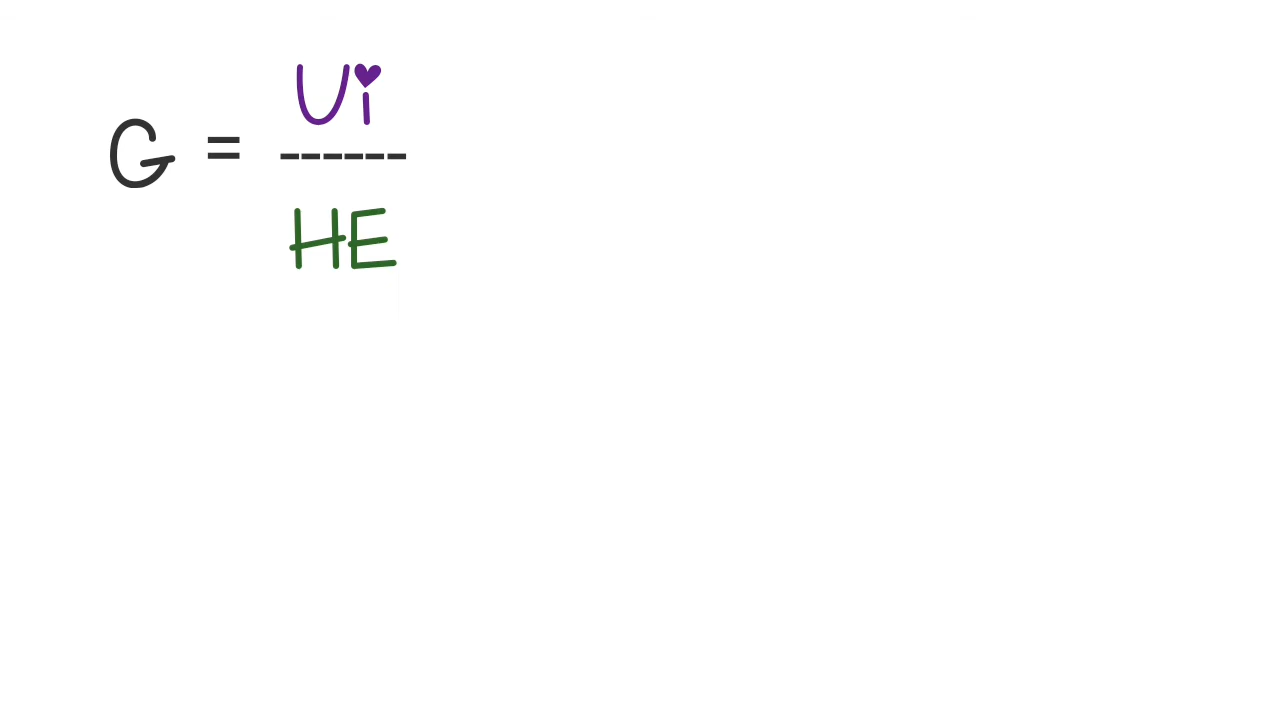 Ui
G = ------
HE